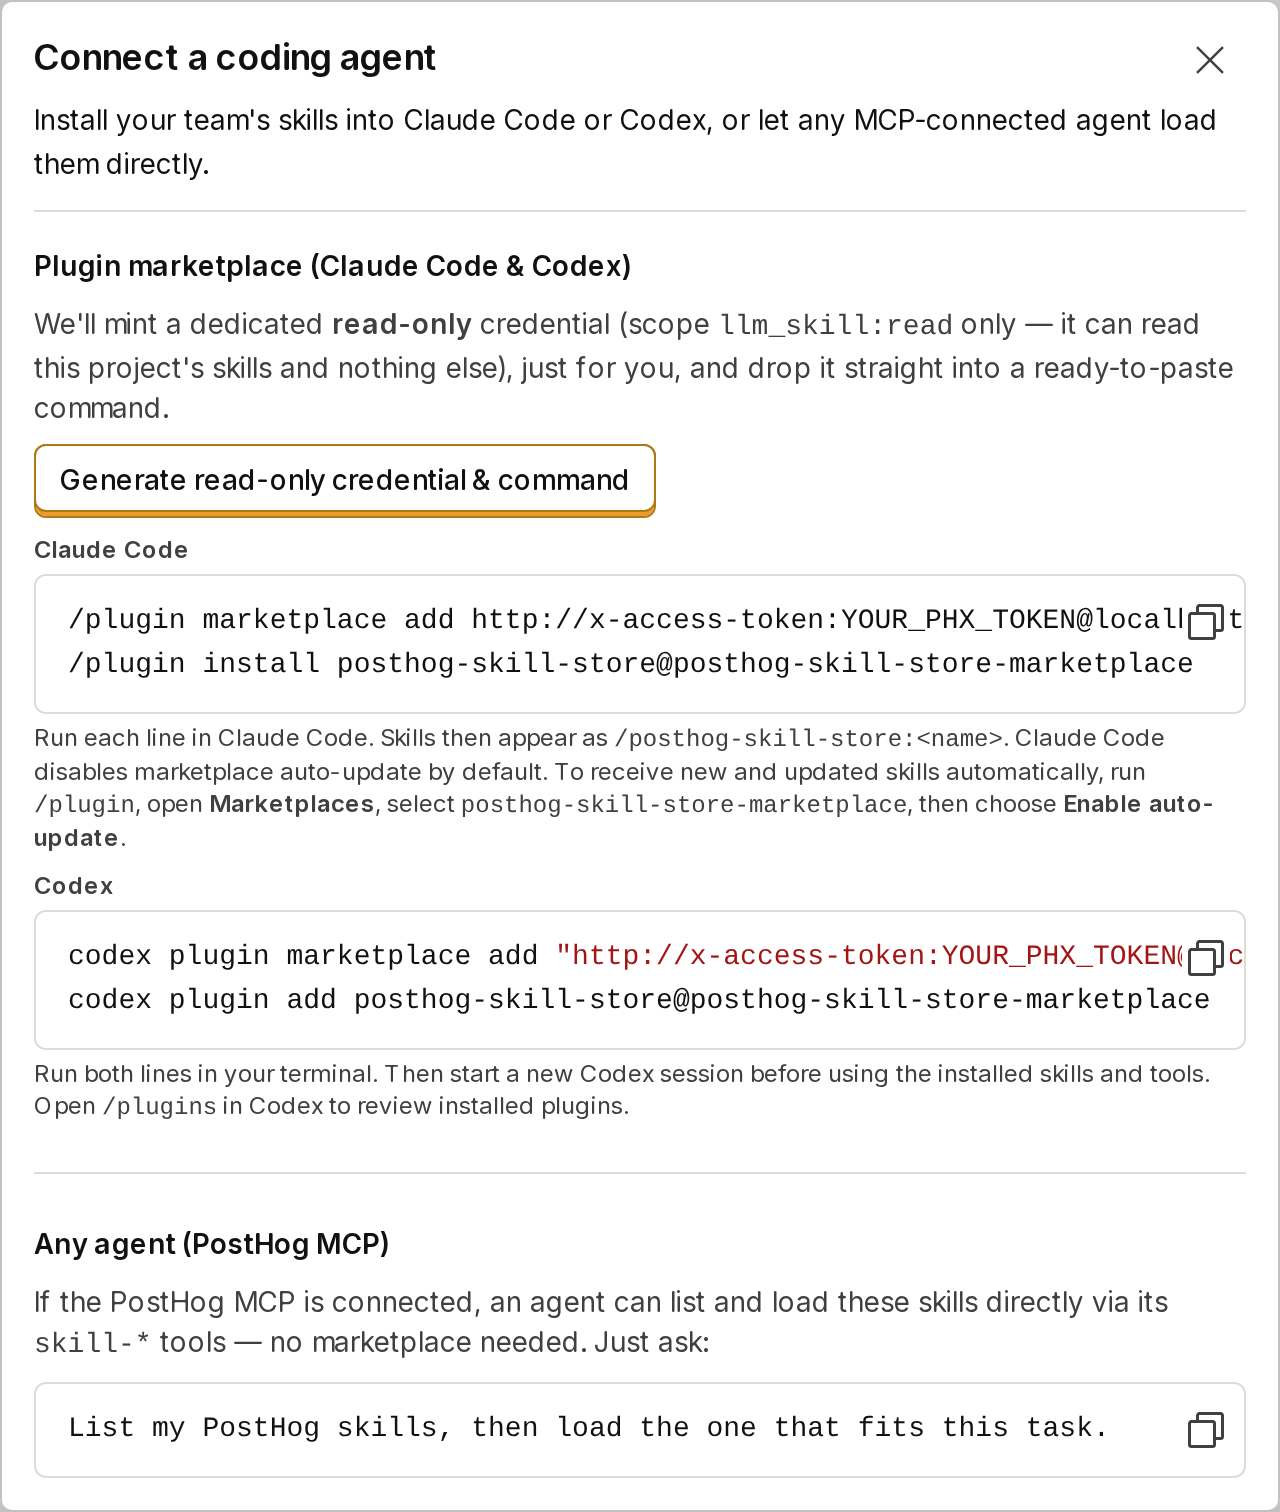 Connect a coding agent
Install your team's skills into Claude Code or Codex, or let any MCP-connected agent load
them directly.
Plugin marketplace (Claude Code & Codex)
We'll mint a dedicated read-only credential (scope llm_skill:read only — it can read
this project's skills and nothing else), just for you, and drop it straight into a ready-to-paste
command.
Generate read-only credential & command
Claude Code
/plugin marketplace add http://x-access-token:YOUR_PHX_TOKEN@local
/plugin install posthog-skill-store@posthog-skill-store-marketplace
Run each line in Claude Code. Skills then appear as /posthog-skill-store:<name>. Claude Code
disables marketplace auto-update by default. To receive new and updated skills automatically, run
/plugin, open Marketplaces, select posthog-skill-store-marketplace, then choose Enable auto-
update.
Codex
codex plugin marketplace add "http://x-access-token:YOUR_PHX_TOKEN@
codex plugin add posthog-skill-store@posthog-skill-store-marketplace
Run both lines in your terminal. Then start a new Codex session before using the installed skills and tools.
Open /plugins in Codex to review installed plugins.
Any agent (PostHog MCP)
If the PostHog MCP is connected, an agent can list and load these skills directly via its
skill-* tools — no marketplace needed. Just ask:
List my PostHog skills, then load the one that fits this task.